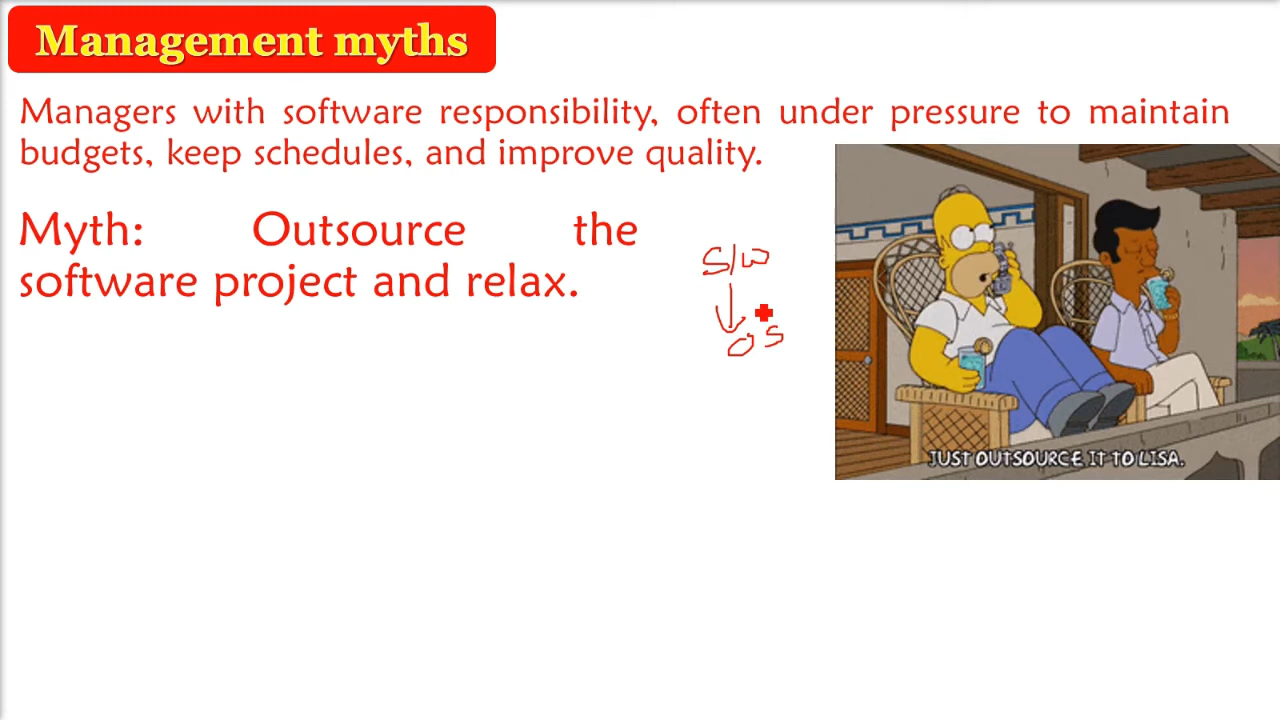 Management myths
Managers with software responsibility, often under pressure to maintain
budgets, keep schedules, and improve quality.
Myth: Outsource the
software project and relax.
S/W
OS
JUST OUTSOURCE IT TO LISA.